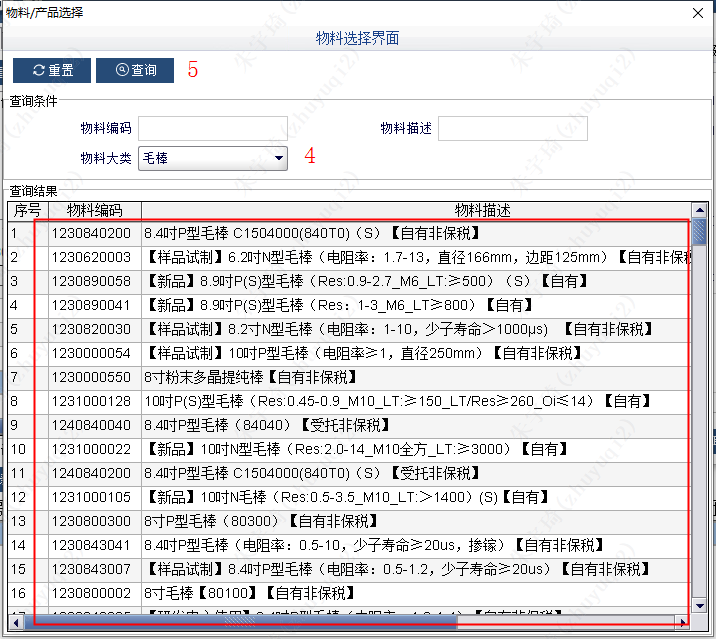 物料/产品选择
物料选择界面
重置 查询 5
查询条件
物料编码 物料描述
物料大类 毛棒 4
查询结果
序号 物料编码 物料描述
1 1230840200 8.4吋P型毛棒 C1504000(840T0)（S）【自有非保税】
2 1230620003 【样品试制】6.2吋N型毛棒（电阻率：1.7-13，直径166mm，边距125mm）【自有非保税
3 1230890058 【新品】8.9吋P(S)型毛棒（Res:0.9-2.7_M6_LT:≥500）（S）【自有】
4 1230890041 【新品】8.9吋P(S)型毛棒（Res：1-3_M6_LT≥800）【自有】
5 1230820030 【样品试制】8.2寸N型毛棒（电阻率：1-10，少子寿命＞1000μs) 【自有非保税】
6 1230000054 【样品试制】10吋P型毛棒（电阻率≥1，直径250mm）【自有非保税】
7 1230000550 8寸粉末多晶提纯棒【自有非保税】
8 1231000128 10吋P(S)型毛棒（Res:0.45-0.9_M10_LT:≥150_LT/Res≥260_Oi≤14）【自有】
9 1240840040 8.4吋P型毛棒（84040）【受托非保税】
10 1231000022 【新品】10吋N型毛棒（Res:2.0-14_M10全方_LT:≥3000）【自有】
11 1240840200 8.4吋P型毛棒 C1504000(840T0)（S）【受托非保税】
12 1231000105 【新品】10吋N毛棒（Res:0.5-3.5_M10_LT:＞1400）(S)【自有】
13 1230800300 8寸P型毛棒（80300）【自有非保税】
14 1230843041 8.4吋P型毛棒（电阻率：0.5-10，少子寿命≥20us，掺镓）【自有非保税】
15 1230843007 【样品试制】8.4吋P型毛棒（电阻率：0.5-1.2，少子寿命≥20us）【自有非保税】
16 1230800002 8寸毛棒【80100】【自有非保税】